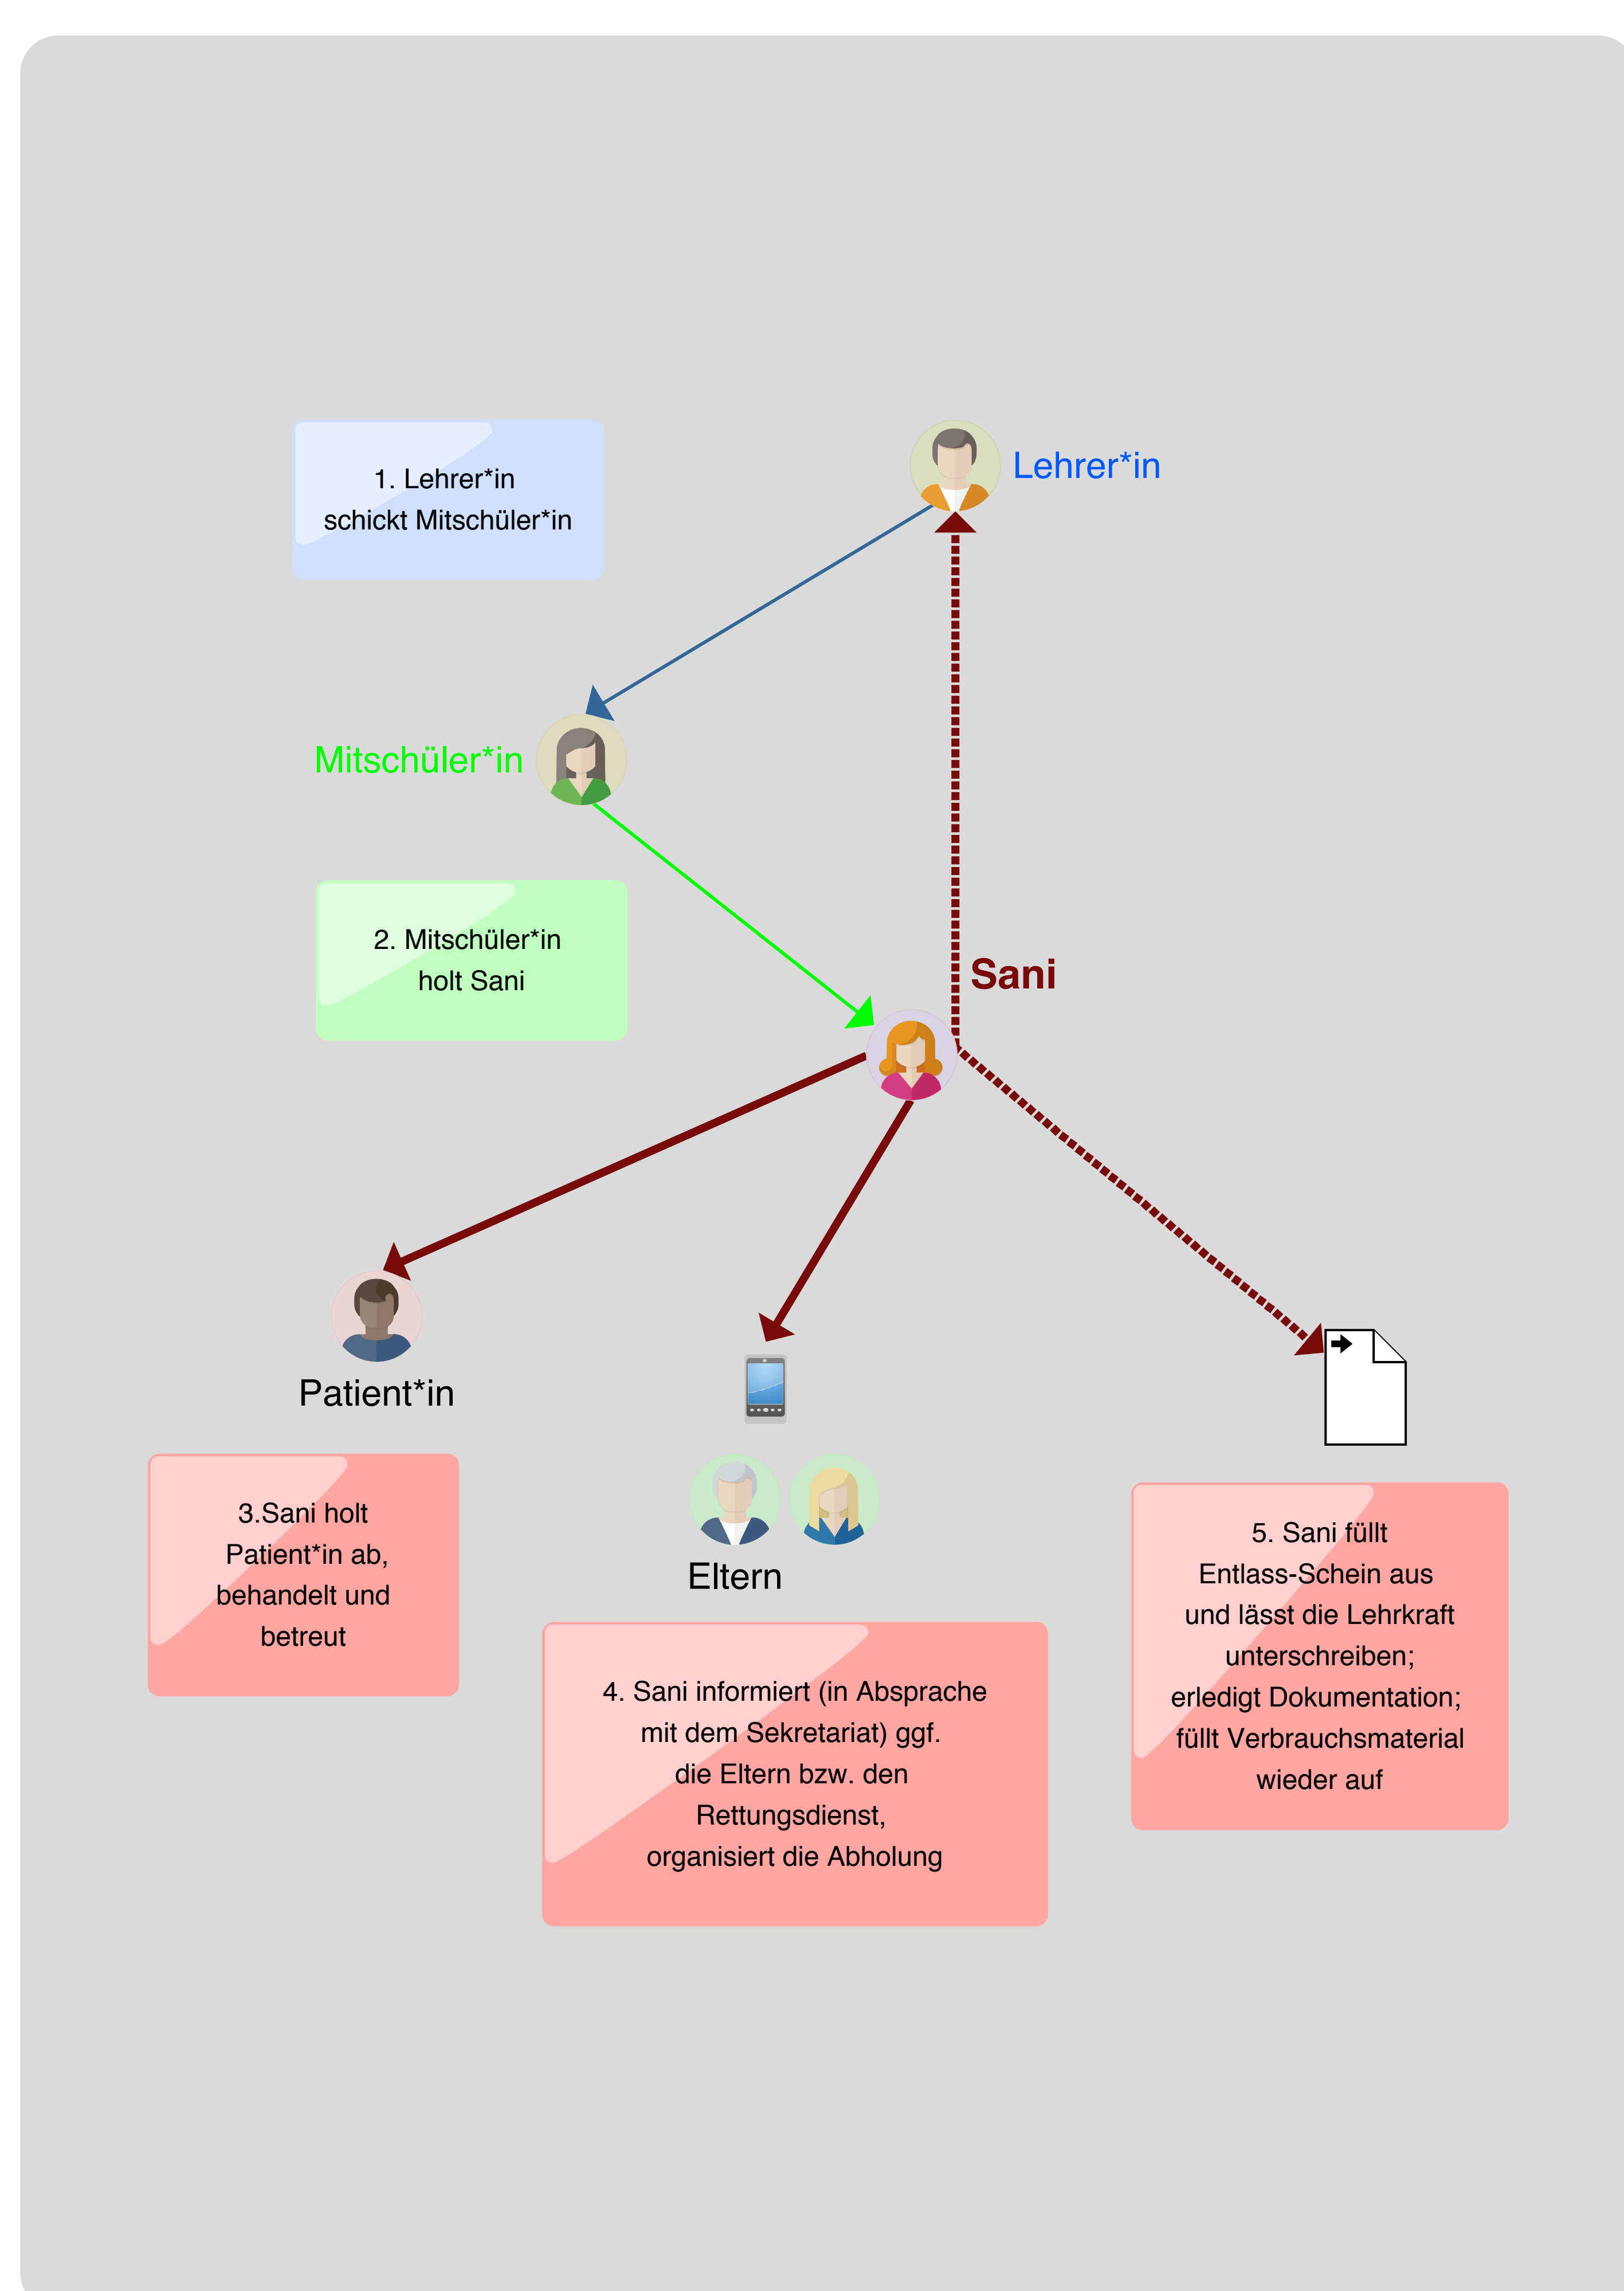 1. Lehrer*in
schickt Mitschüler*in
Lehrer*in
Mitschüler*in
2. Mitschüler*in
holt Sani
Sani
Patient*in
3.Sani holt
Patient*in ab,
behandelt und
betreut
Eltern
4. Sani informiert (in Absprache
mit dem Sekretariat) ggf.
die Eltern bzw. den
Rettungsdienst,
organisiert die Abholung
5. Sani füllt
Entlass-Schein aus
und lässt die Lehrkraft
unterschreiben;
erledigt Dokumentation;
füllt Verbrauchsmaterial
wieder auf